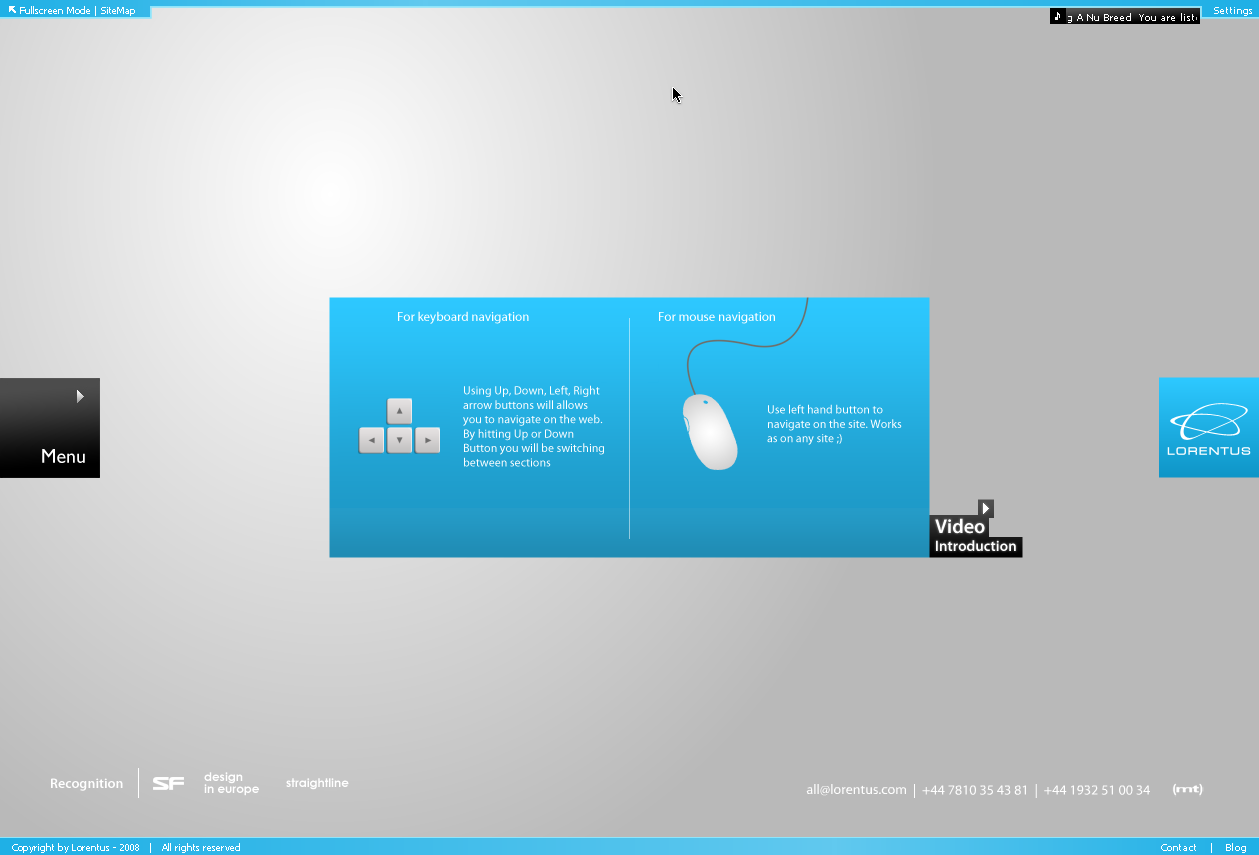 Fullscreen Mode | SiteMap
g A Nu Breed You are list
Settings
For keyboard navigation
Using Up, Down, Left, Right
arrow buttons will allows
you to navigate on the web.
By hitting Up or Down
Button you will be switching
between sections
For mouse navigation
Use left hand button to
navigate on the site. Works
as on any site ;)
Menu
LORENTUS
Video
Introduction
Recognition
SF
design
in europe
straightline
all@lorentus.com | +44 7810 35 43 81 | +44 1932 51 00 34
(mt)
Copyright by Lorentus - 2008 | All rights reserved
Contact | Blog